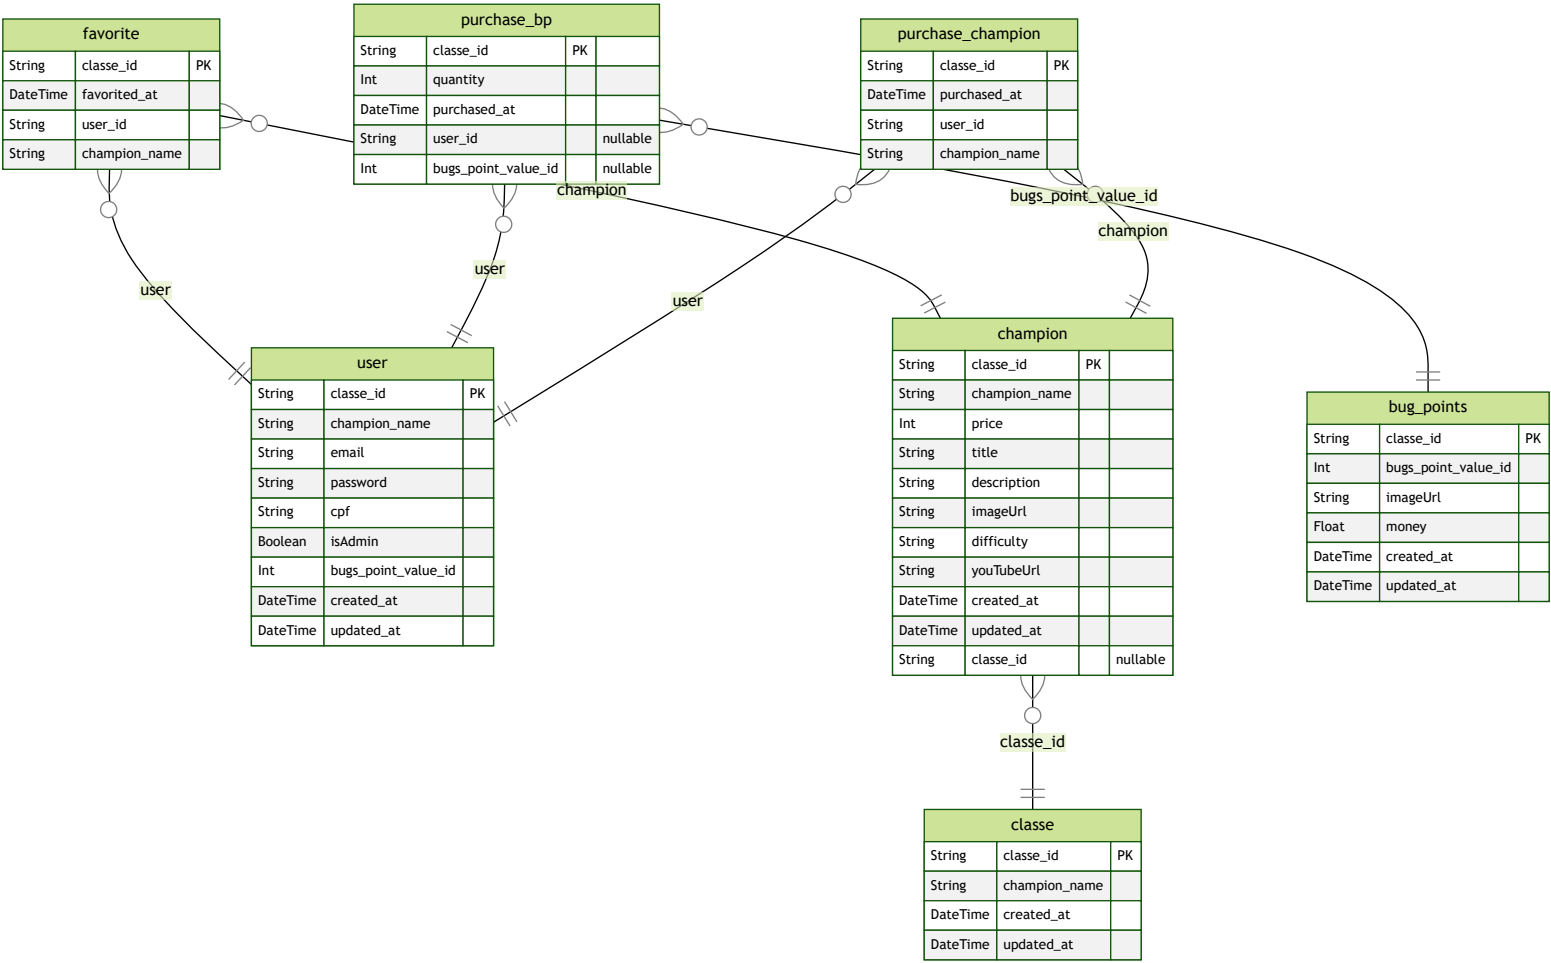 favorite
String classe_id PK
DateTime favorited_at
String user_id
String champion_name
purchase_bp
String classe_id PK
Int quantity
DateTime purchased_at
String user_id nullable
Int bugs_point_value_id nullable
purchase_champion
String classe_id PK
DateTime purchased_at
String user_id
String champion_name
champion
bugs_point_value_id
champion
user
user
user
user
String classe_id PK
String champion_name
String email
String password
String cpf
Boolean isAdmin
Int bugs_point_value_id
DateTime created_at
DateTime updated_at
champion
String classe_id PK
String champion_name
Int price
String title
String description
String imageUrl
String difficulty
String youTubeUrl
DateTime created_at
DateTime updated_at
String classe_id nullable
bug_points
String classe_id PK
Int bugs_point_value_id
String imageUrl
Float money
DateTime created_at
DateTime updated_at
classe_id
classe
String classe_id PK
String champion_name
DateTime created_at
DateTime updated_at